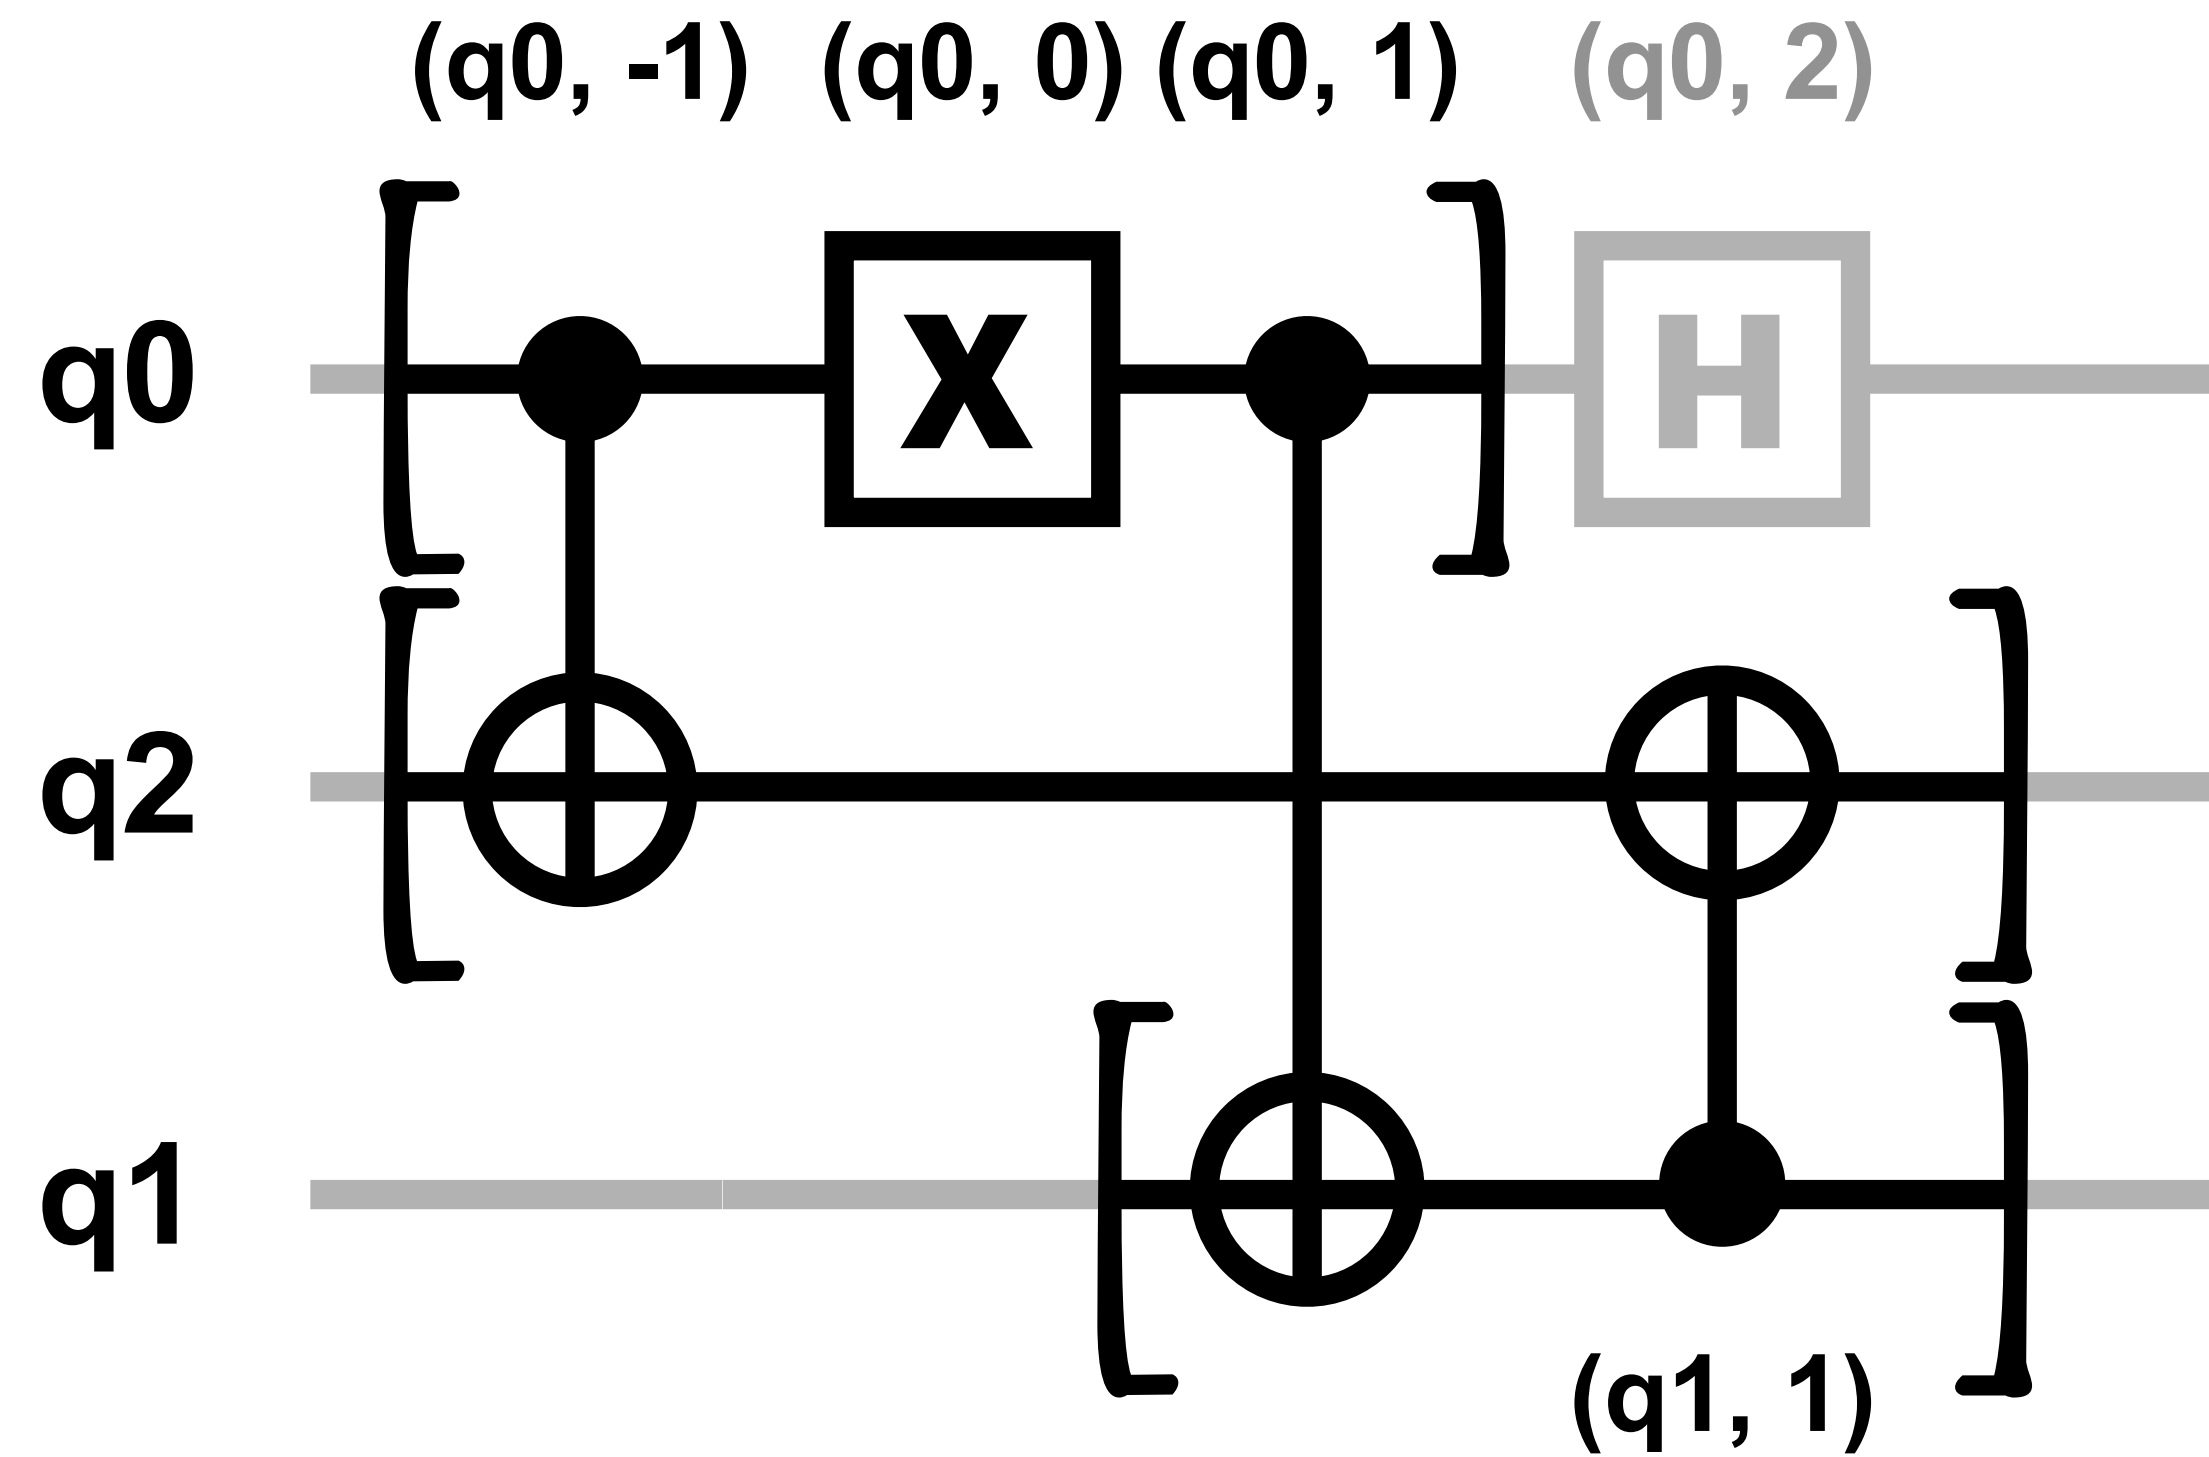 (q0, -1) (q0, 0) (q0, 1) (q0, 2)
q0 X H
q2
q1
(q1, 1)